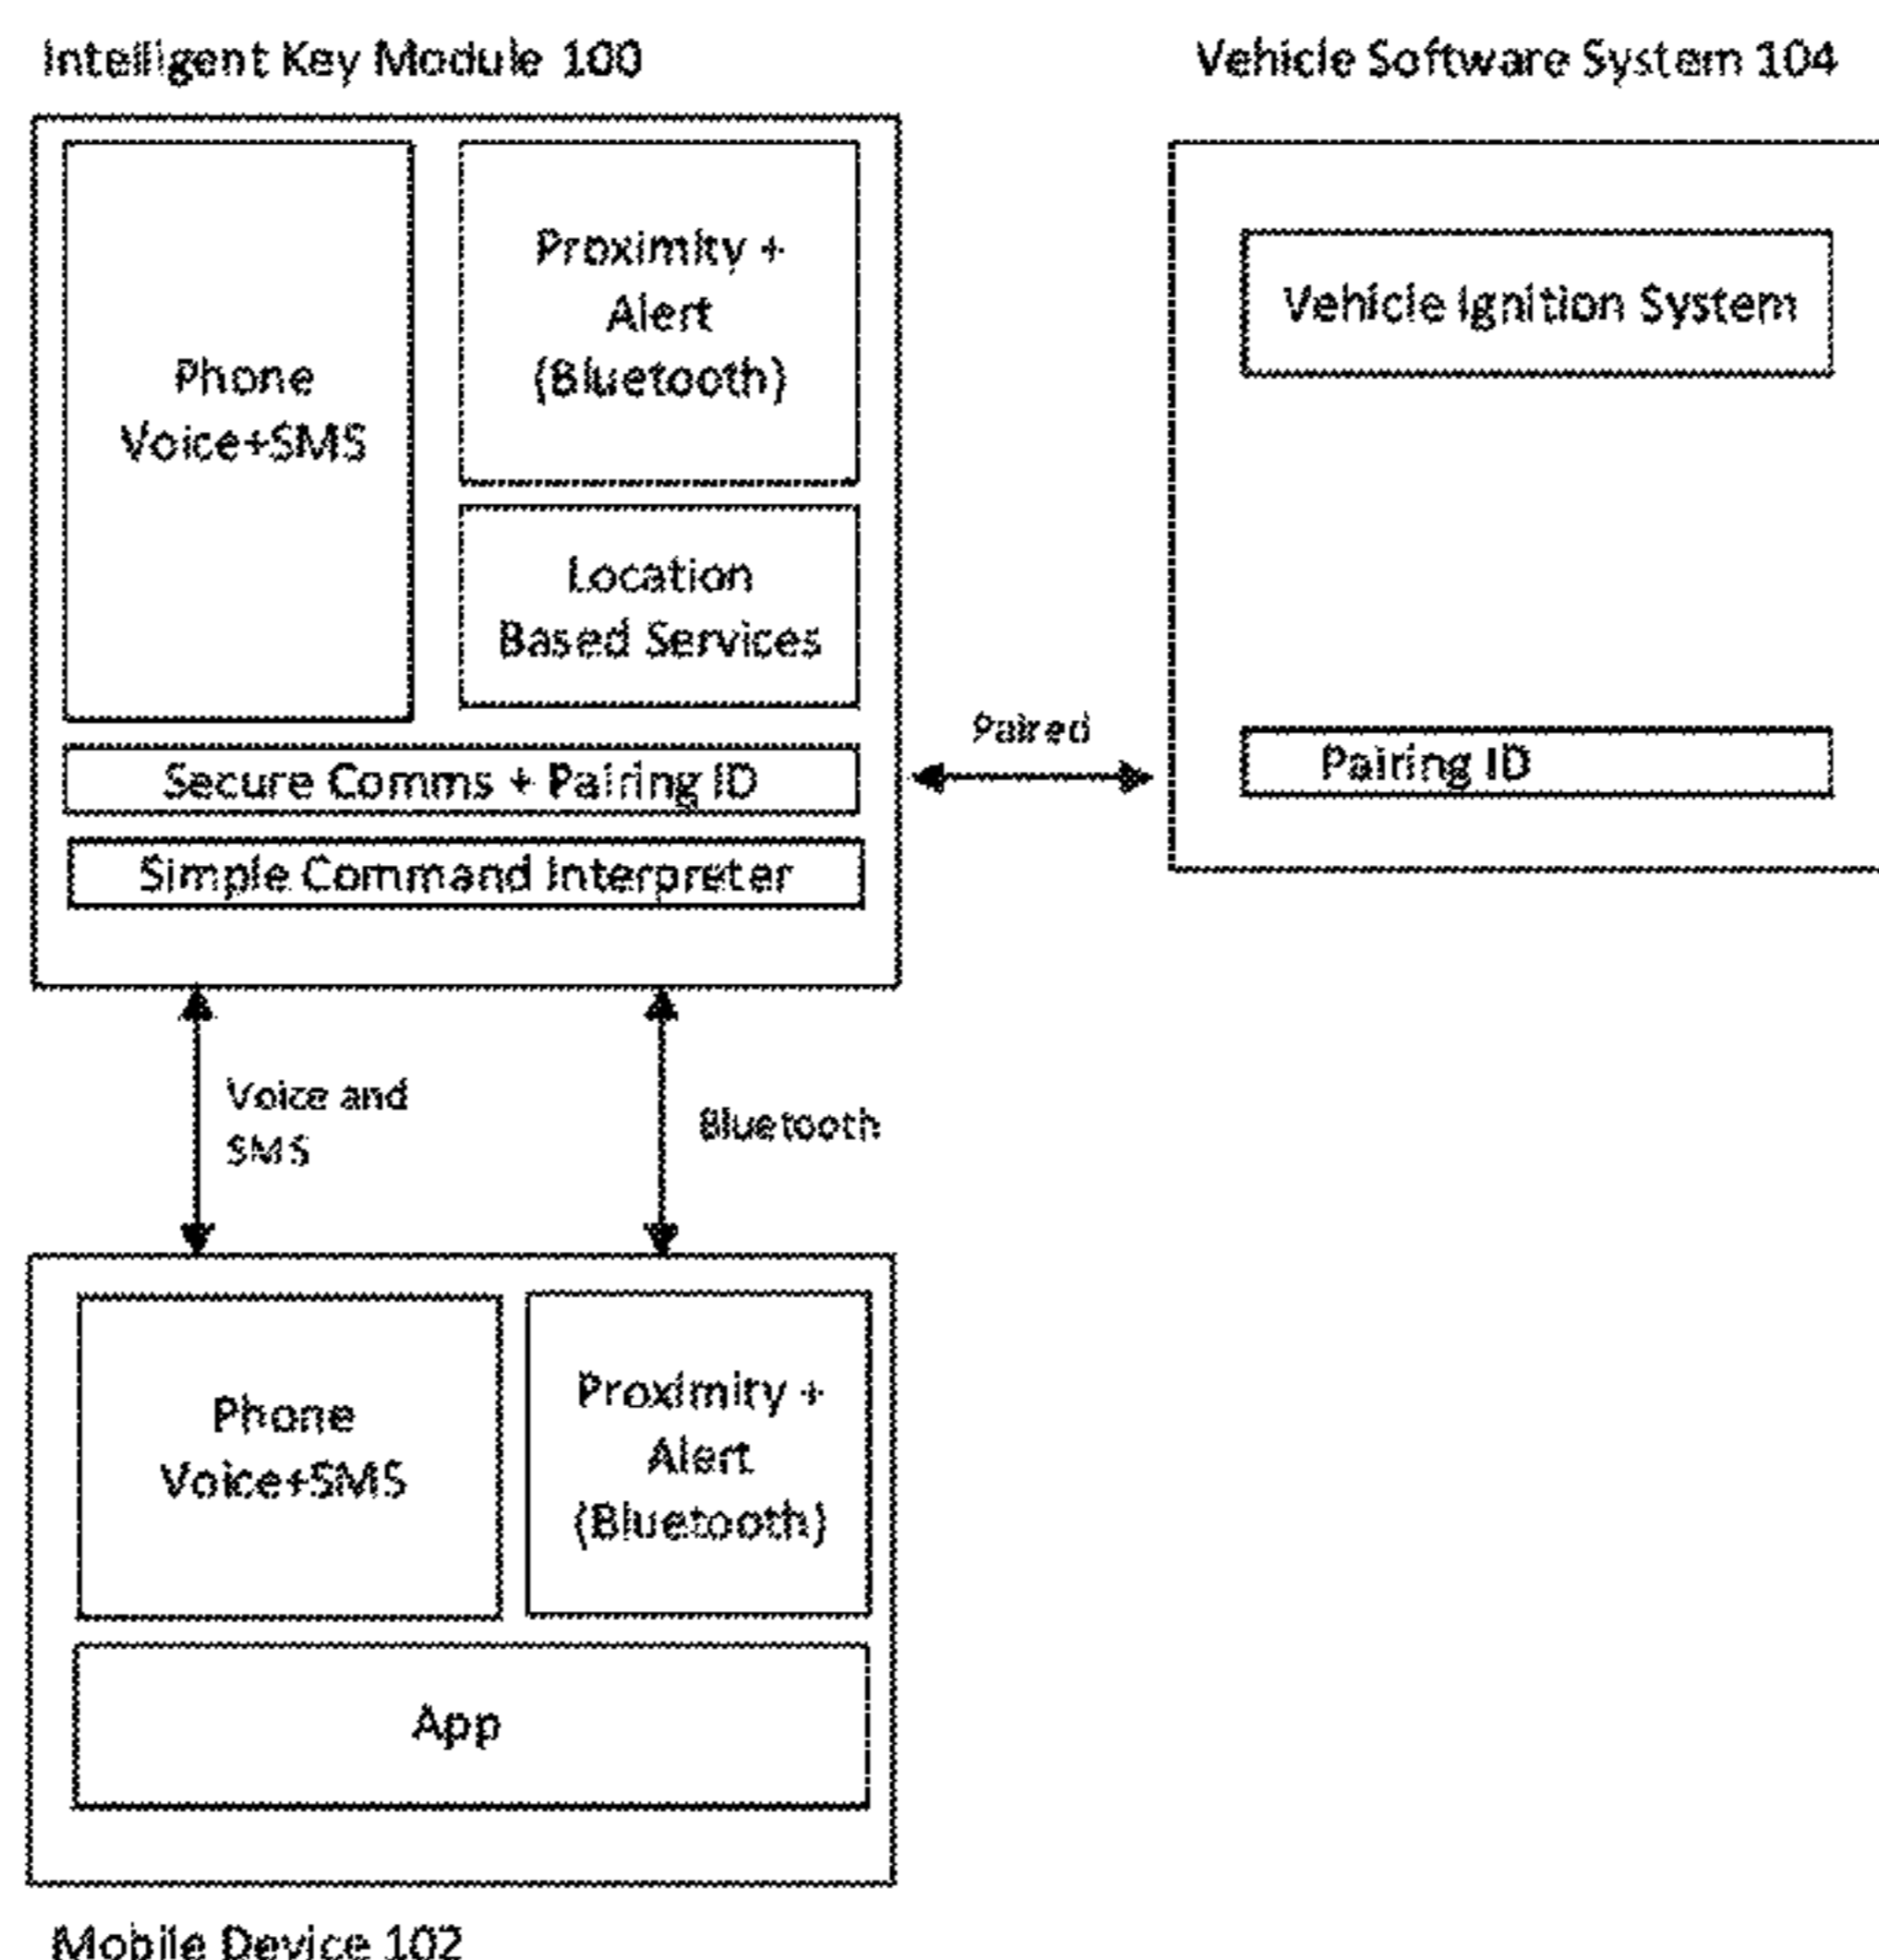 Intelligent Key Module 100
Vehicle Software System 104
Phone
Voice+SMS
Proximity +
Alert
(Bluetooth)
Location
Based Services
Secure Comms + Pairing ID
Simple Command Interpreter
Paired
Vehicle Ignition System
Pairing ID
Voice and
SMS
Bluetooth
Phone
Voice+SMS
Proximity +
Alert
(Bluetooth)
App
Mobile Device 102